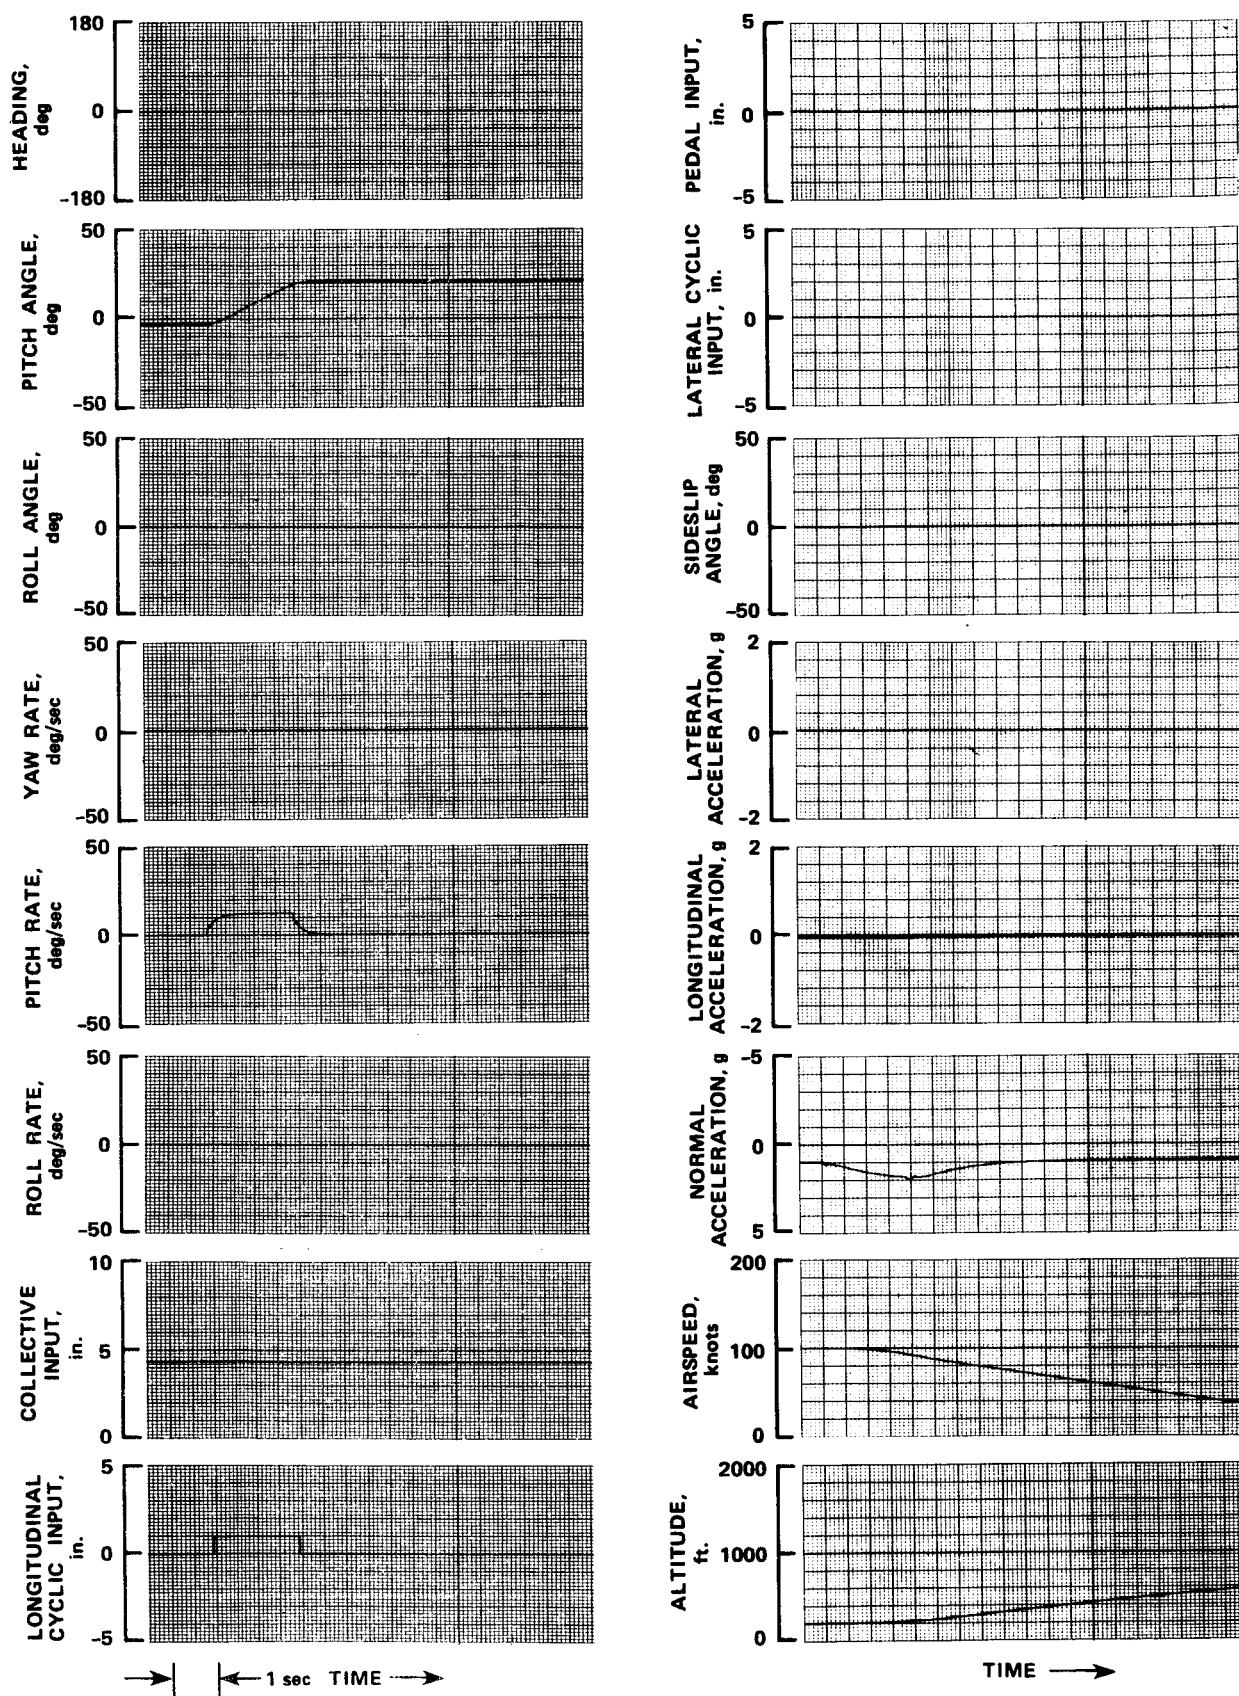 180
HEADING,
deg
0
-180
50
PITCH ANGLE,
deg
0
-50
50
ROLL ANGLE,
deg
0
-50
50
YAW RATE,
deg/sec
0
-50
50
PITCH RATE,
deg/sec
0
-50
50
ROLL RATE,
deg/sec
0
-50
10
COLLECTIVE
INPUT,
in.
5
0
5
LONGITUDINAL
CYCLIC INPUT,
in.
0
-5
1 sec TIME
5
PEDAL INPUT,
in.
0
-5
5
LATERAL CYCLIC
INPUT, in.
0
-5
50
SIDESLIP
ANGLE, deg
0
-50
2
LATERAL
ACCELERATION, g
0
-2
2
LONGITUDINAL
ACCELERATION, g
0
-2
-5
NORMAL
ACCELERATION, g
0
5
200
AIRSPEED,
knots
100
0
2000
ALTITUDE,
ft.
1000
0
TIME